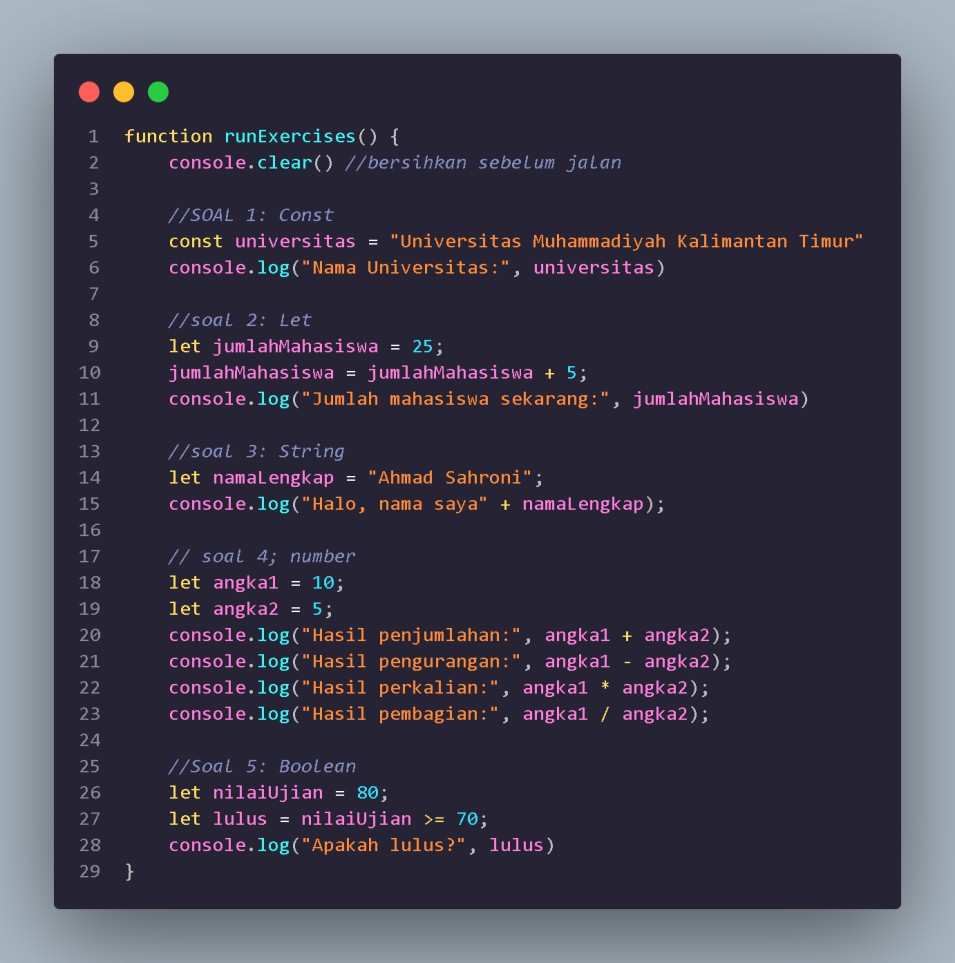 1 function runExercises() {
2     console.clear() //bersihkan sebelum jalan
3
4     //SOAL 1: Const
5     const universitas = "Universitas Muhammadiyah Kalimantan Timur"
6     console.log("Nama Universitas:", universitas)
7
8     //soal 2: Let
9     let jumlahMahasiswa = 25;
10     jumlahMahasiswa = jumlahMahasiswa + 5;
11     console.log("Jumlah mahasiswa sekarang:", jumlahMahasiswa)
12
13     //soal 3: String
14     let namaLengkap = "Ahmad Sahroni";
15     console.log("Halo, nama saya" + namaLengkap);
16
17     // soal 4; number
18     let angka1 = 10;
19     let angka2 = 5;
20     console.log("Hasil penjumlahan:", angka1 + angka2);
21     console.log("Hasil pengurangan:", angka1 - angka2);
22     console.log("Hasil perkalian:", angka1 * angka2);
23     console.log("Hasil pembagian:", angka1 / angka2);
24
25     //Soal 5: Boolean
26     let nilaiUjian = 80;
27     let lulus = nilaiUjian >= 70;
28     console.log("Apakah lulus?", lulus)
29 }